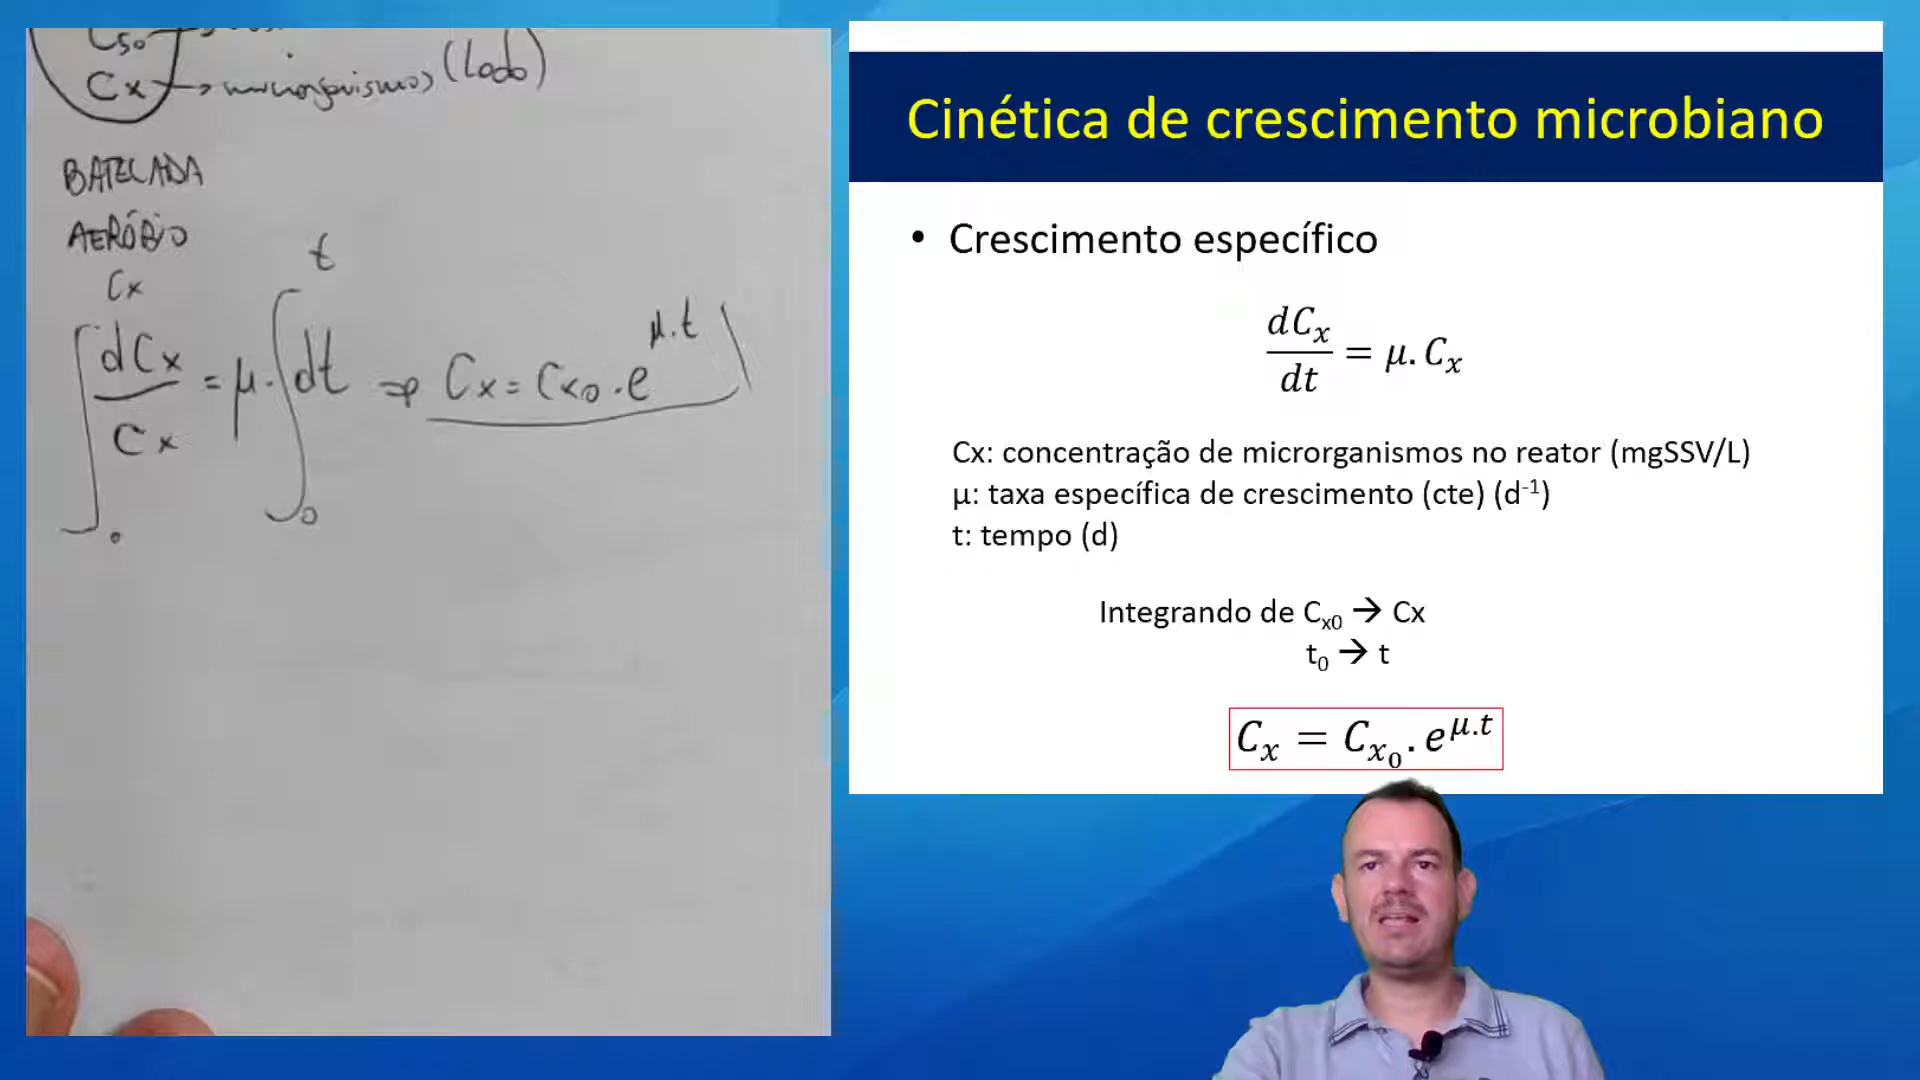 Cx → microrganismos (Lodo)
BATELADA
AERÓBIO
Cx t
∫ dCx/Cx = μ. ∫ dt ⇒ Cx = Cx0 . e^μ.t
0 0
Cinética de crescimento microbiano
• Crescimento específico
dCx/dt = μ. Cx
Cx: concentração de microrganismos no reator (mgSSV/L)
μ: taxa específica de crescimento (cte) (d-1)
t: tempo (d)
Integrando de Cx0 → Cx
t0 → t
Cx = Cx0 . e^μ.t